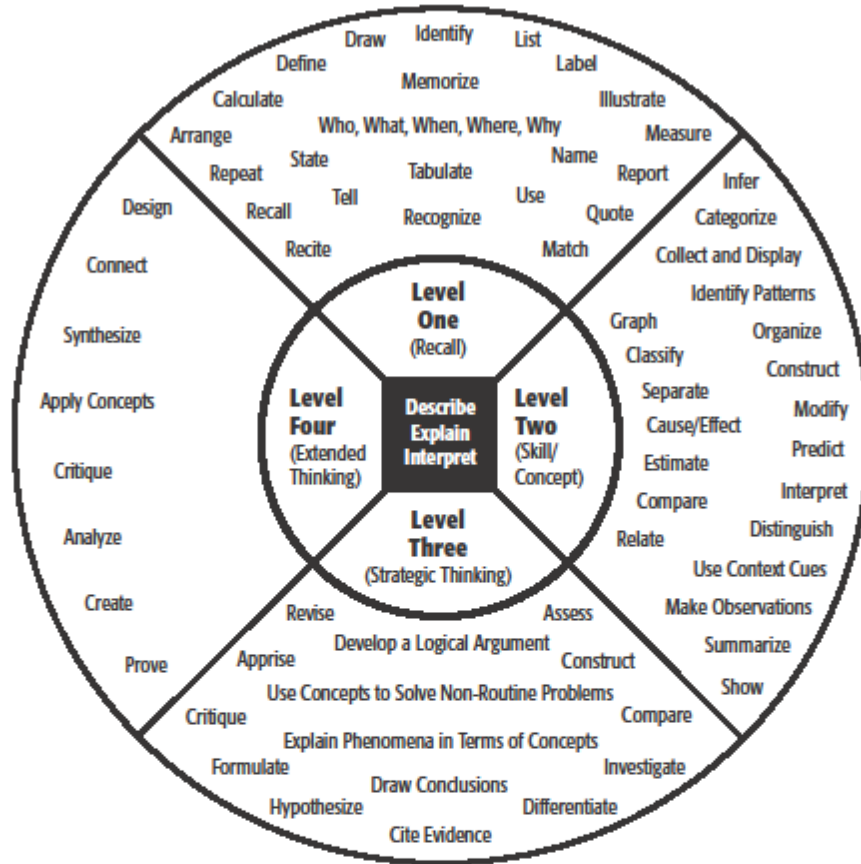 Draw
Identify
List
Define
Label
Memorize
Calculate
Illustrate
Arrange
Who, What, When, Where, Why
Measure
State
Name
Repeat
Tabulate
Report
Tell
Use
Recall
Recognize
Quote
Recite
Match
Infer
Categorize
Collect and Display
Identify Patterns
Graph
Organize
Classify
Construct
Separate
Modify
Cause/Effect
Predict
Estimate
Interpret
Compare
Distinguish
Relate
Use Context Cues
Make Observations
Summarize
Show
Design
Connect
Synthesize
Apply Concepts
Critique
Analyze
Create
Prove
Level
One
(Recall)
Level
Four
(Extended
Thinking)
Describe
Explain
Interpret
Level
Two
(Skill/
Concept)
Level
Three
(Strategic Thinking)
Revise
Assess
Develop a Logical Argument
Apprise
Construct
Use Concepts to Solve Non-Routine Problems
Critique
Compare
Explain Phenomena in Terms of Concepts
Formulate
Investigate
Draw Conclusions
Hypothesize
Differentiate
Cite Evidence